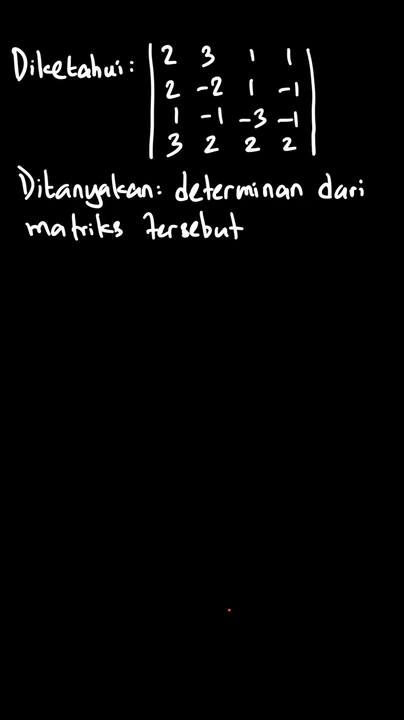 Diketahui: | 2 3 1 1 |
| 2 -2 1 -1 |
| 1 -1 -3 -1 |
| 3 2 2 2 |
Ditanyakan: determinan dari
matriks tersebut